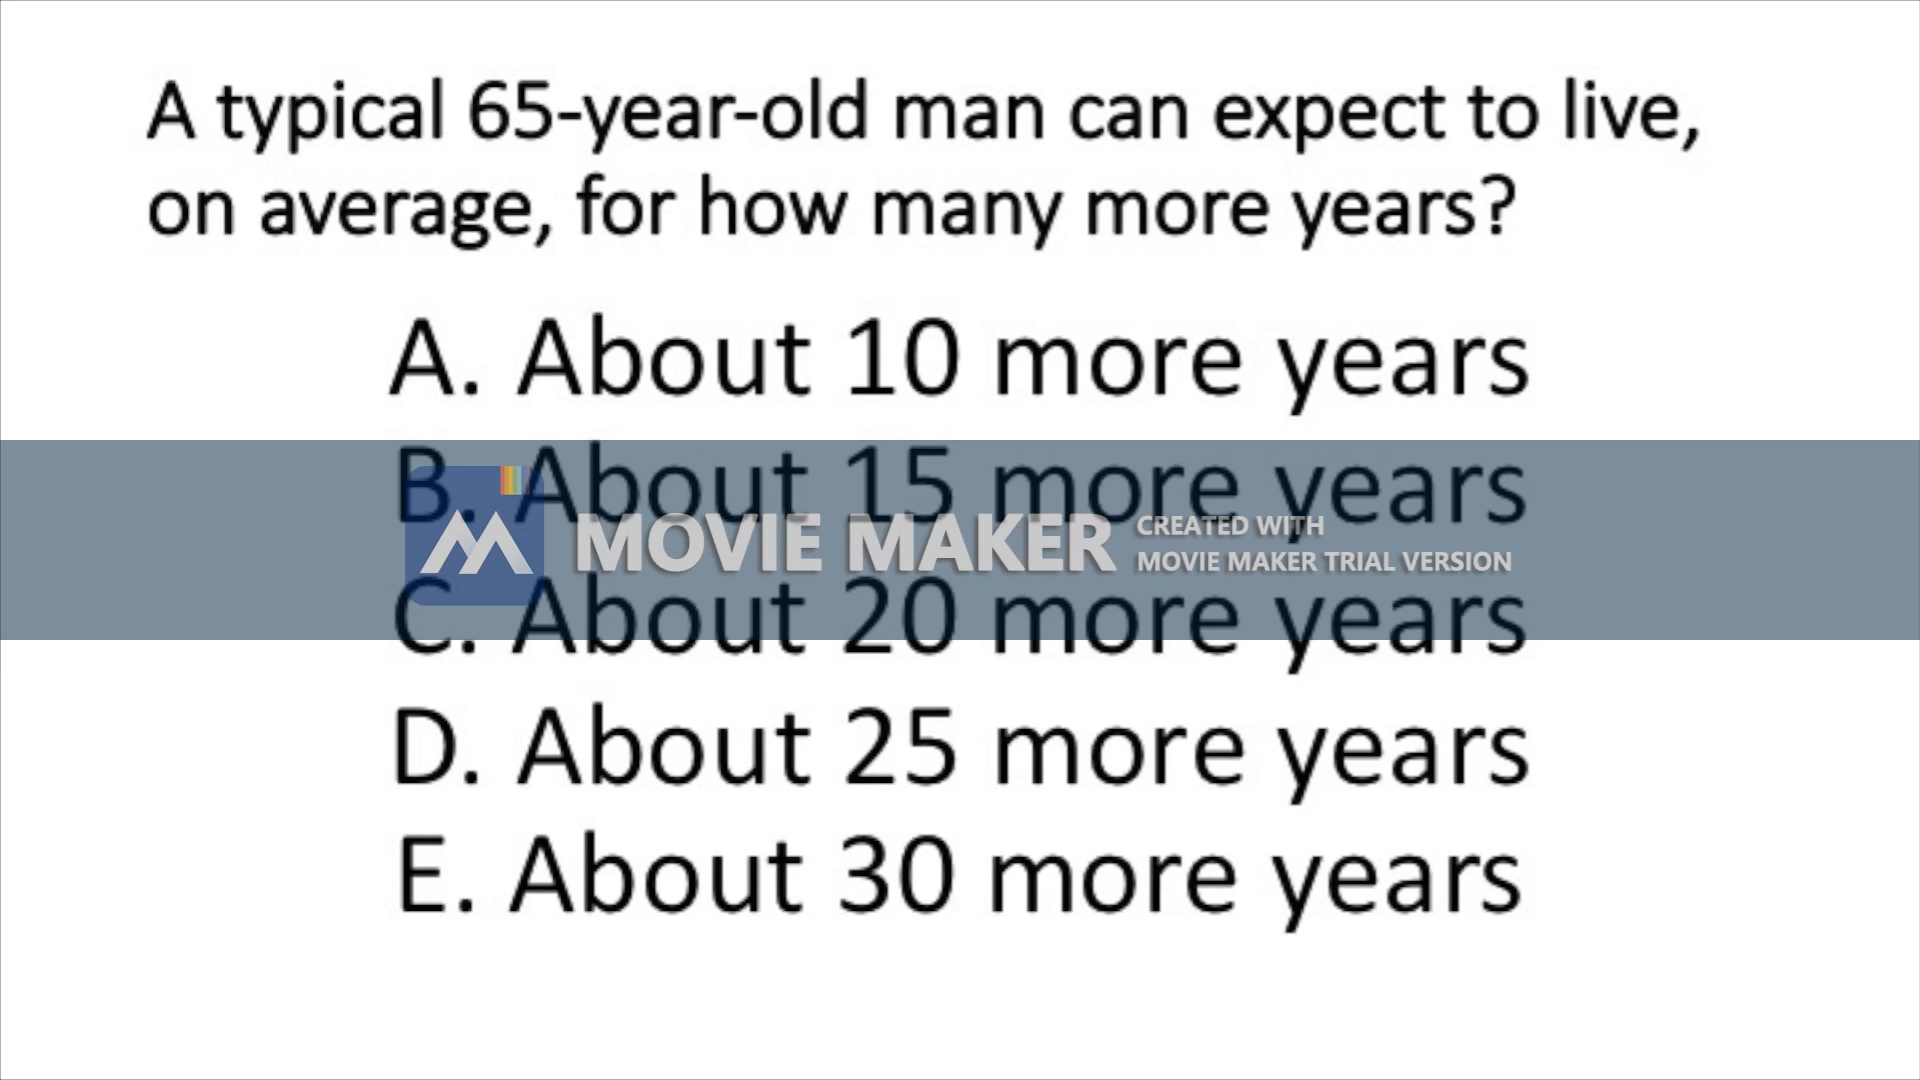 A typical 65-year-old man can expect to live,
on average, for how many more years?
A. About 10 more years
B. About 15 more years
MOVIE MAKER
CREATED WITH
MOVIE MAKER TRIAL VERSION
C. About 20 more years
D. About 25 more years
E. About 30 more years